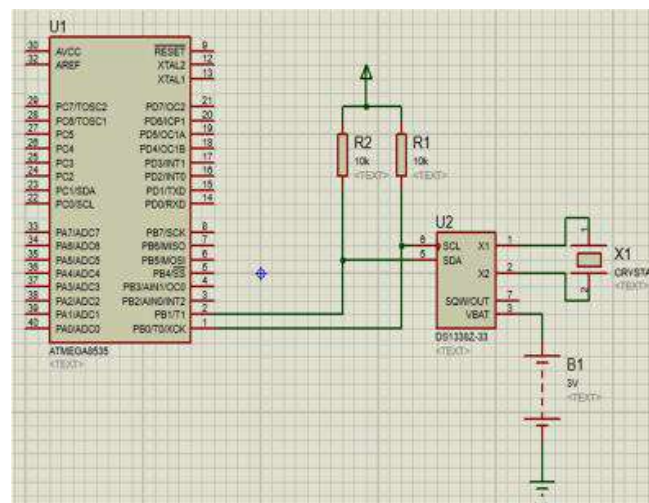 U1
30 AVCC RESET 9
32 AREF XTAL2 12
XTAL1 13
29 PC7/TOSC2 PD7/OC2 21
28 PC6/TOSC1 PD6/ICP1 20
27 PC5 PD5/OC1A 19
26 PC4 PD4/OC1B 18
25 PC3 PD3/INT1 17
24 PC2 PD2/INT0 16
23 PC1/SDA PD1/TXD 15
22 PC0/SCL PD0/RXD 14
33 PA7/ADC7 PB7/SCK 8
34 PA6/ADC6 PB6/MISO 7
35 PA5/ADC5 PB5/MOSI 6
36 PA4/ADC4 PB4/SS 5
37 PA3/ADC3 PB3/AIN1/OC0 4
38 PA2/ADC2 PB2/AIN0/INT2 3
39 PA1/ADC1 PB1/T1 2
40 PA0/ADC0 PB0/T0/XCK 1
ATMEGA8535
<TEXT>
R2
10k
<TEXT>
R1
10k
<TEXT>
U2
6 SCL X1 1
5 SDA
X2 2
SQW/OUT 7
VBAT 3
DS1338Z-33
<TEXT>
1
X1
CRYSTA
<TEXT>
2
B1
3V
<TEXT>